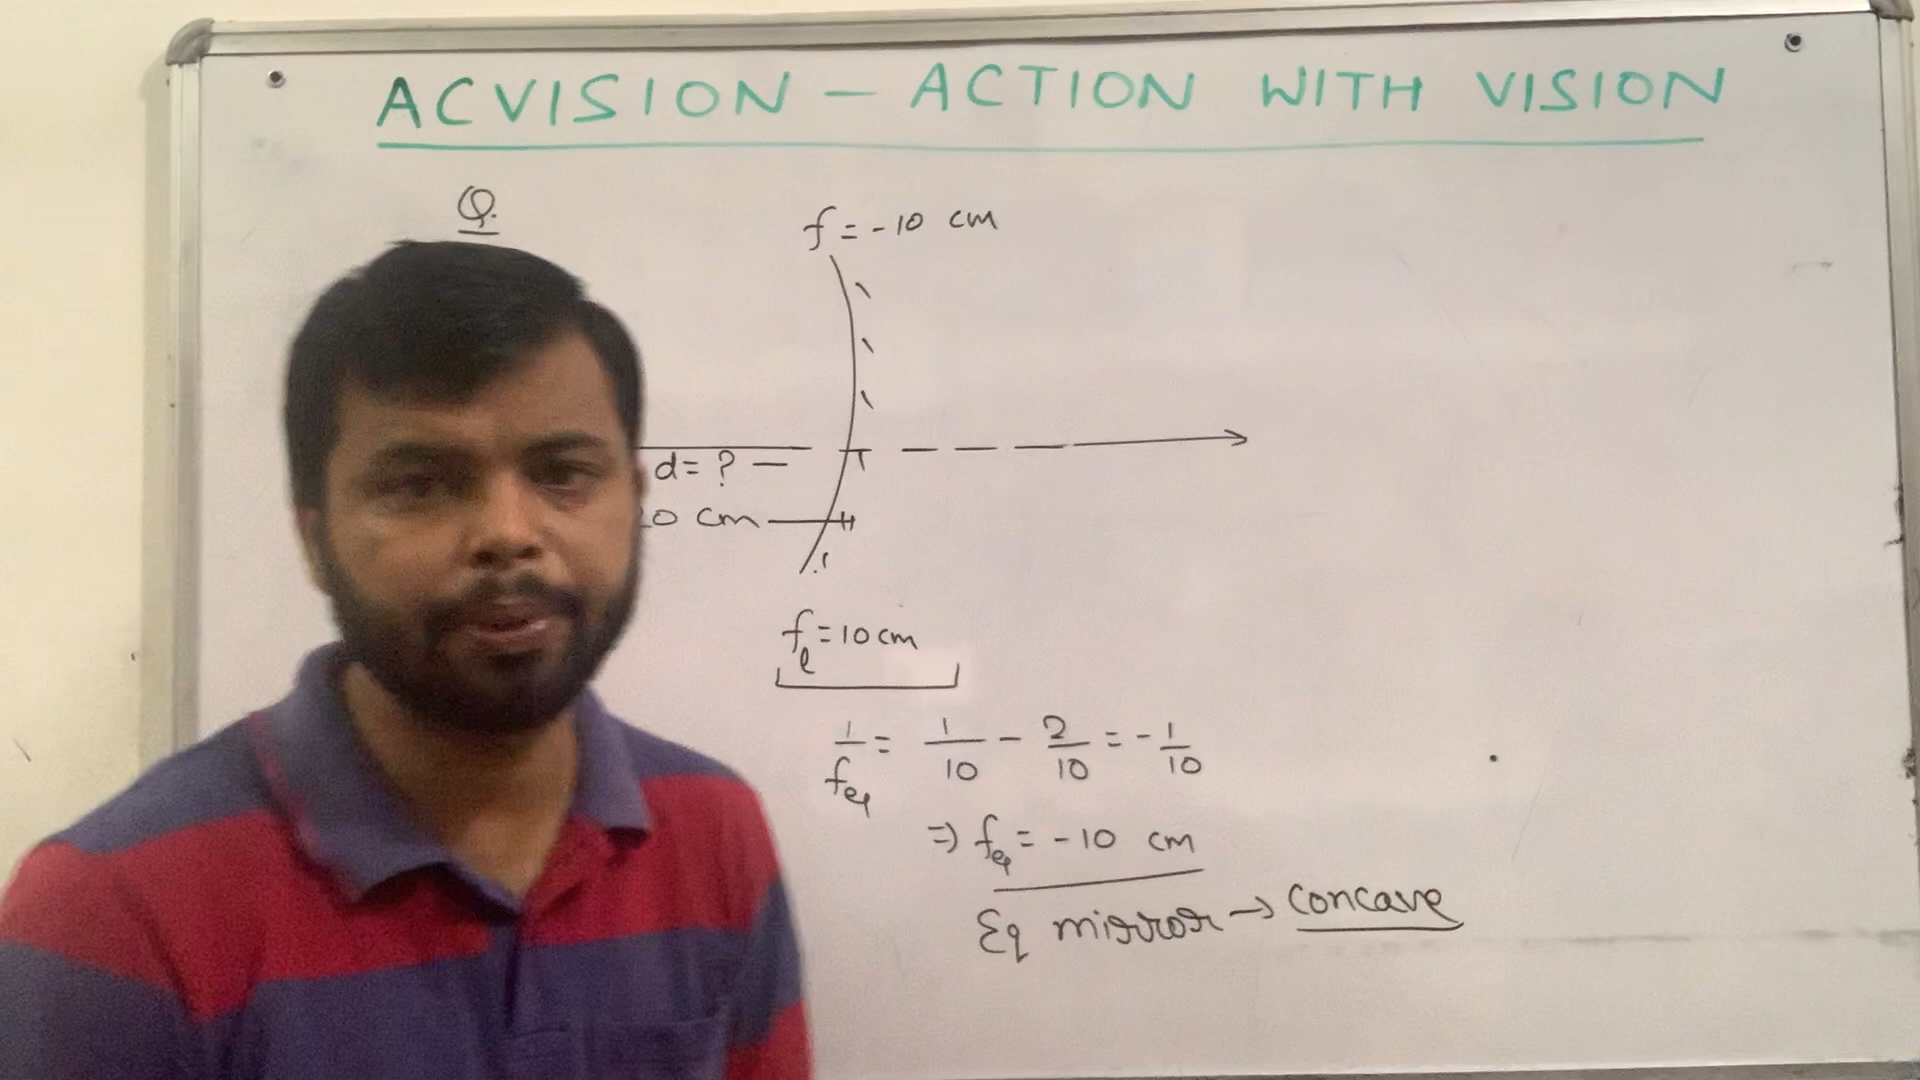 ACVISION – ACTION WITH VISION
Q.
f = -10 cm
d = ?
0 cm
f_l = 10 cm
1/f_eq = 1/10 - 2/10 = -1/10
⇒ f_eq = -10 cm
Eq mirror → concave